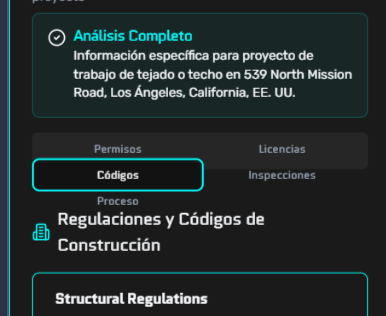 proyecto
Análisis Completo
Información específica para proyecto de
trabajo de tejado o techo en 539 North Mission
Road, Los Ángeles, California, EE. UU.
Permisos Licencias
Códigos Inspecciones
Proceso
Regulaciones y Códigos de
Construcción
Structural Regulations